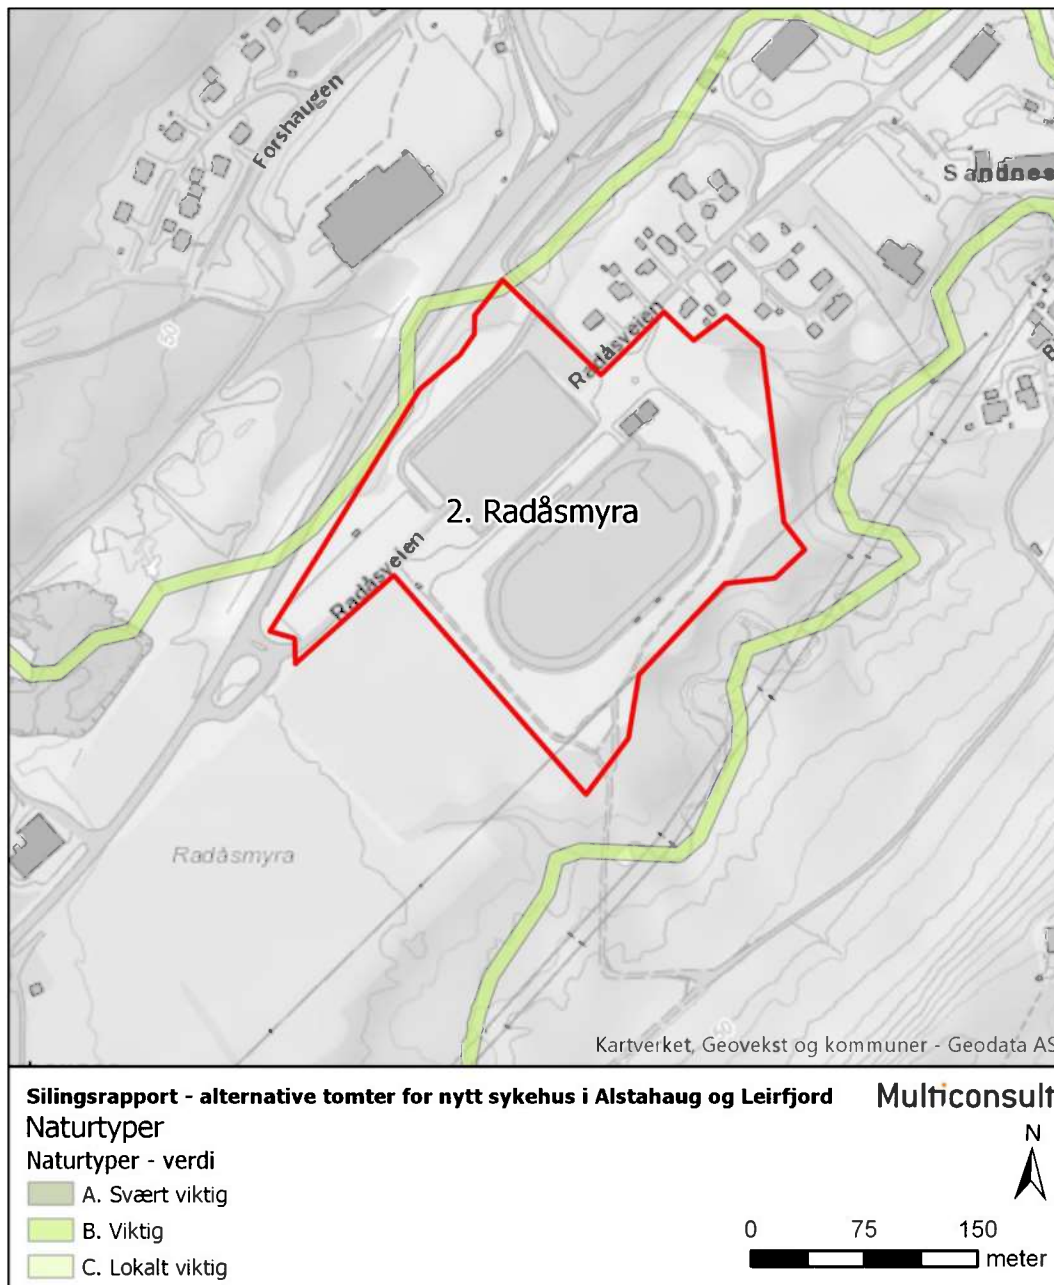 Forshaugen
Sandnes
Radåsveien
2. Radåsmyra
Radåsveien
Radåsmyra
Kartverket, Geovekst og kommuner - Geodata AS
Silingsrapport - alternative tomter for nytt sykehus i Alstahaug og Leirfjord
Multiconsult
Naturtyper
Naturtyper - verdi
A. Svært viktig
B. Viktig
C. Lokalt viktig
N
0 75 150
meter